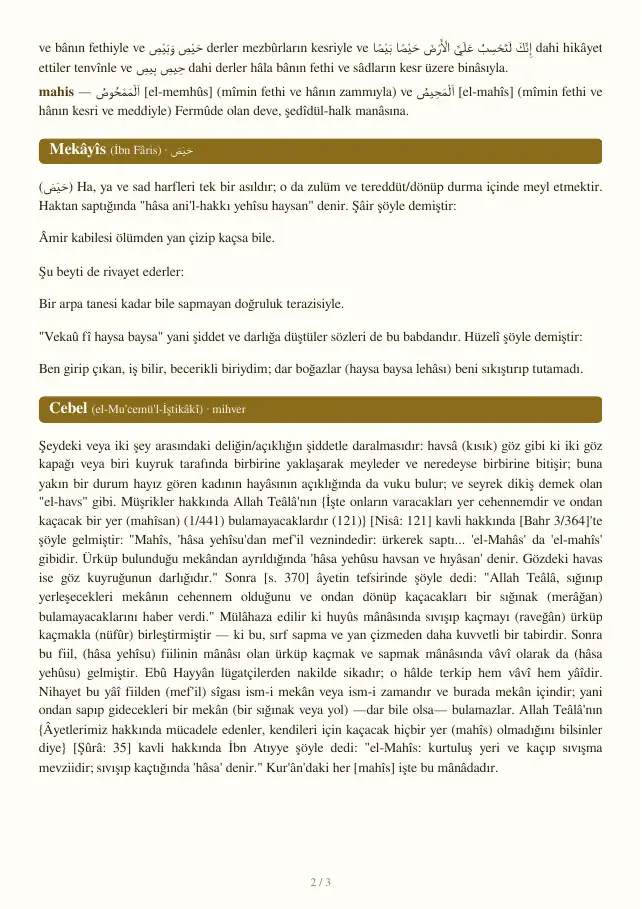 ve bânın fethiyle ve حَيْصِ وَبَيْصِ derler mezbûrların kesriyle ve إِنَّكَ لَتَحْسِبُ عَلَيَّ الْأَرْضَ حَيْصًا بَيْصًا dahi hikâyet
ettiler tenvînle ve حِيصِ بِيصِ dahi derler hâla bânın fethi ve sâdların kesr üzere binâsıyla.
mahis — اَلْمَمْحُوصُ [el-memhûs] (mîmin fethi ve hânın zammıyla) ve اَلْمَحِيصُ [el-mahîs] (mîmin fethi ve
hânın kesri ve meddiyle) Fermûde olan deve, şedîdül-halk manâsına.
Mekâyîs (İbn Fâris) · حَيَصَ
(حَيَصَ) Ha, ya ve sad harfleri tek bir asıldır; o da zulüm ve tereddüt/dönüp durma içinde meyl etmektir.
Haktan saptığında "hâsa ani'l-hakkı yehîsu haysan" denir. Şâir şöyle demiştir:
Âmir kabilesi ölümden yan çizip kaçsa bile.
Şu beyti de rivayet ederler:
Bir arpa tanesi kadar bile sapmayan doğruluk terazisiyle.
"Vekaû fî haysa baysa" yani şiddet ve darlığa düştüler sözleri de bu babdandır. Hüzelî şöyle demiştir:
Ben girip çıkan, iş bilir, becerikli biriydim; dar boğazlar (haysa baysa lehâsı) beni sıkıştırıp tutamadı.
Cebel (el-Mu'cemü'l-İştikâkî) · mihver
Şeydeki veya iki şey arasındaki deliğin/açıklığın şiddetle daralmasıdır: havsâ (kısık) göz gibi ki iki göz
kapağı veya biri kuyruk tarafında birbirine yaklaşarak meyleder ve neredeyse birbirine bitişir; buna
yakın bir durum hayız gören kadının hayâsının açıklığında da vuku bulur; ve seyrek dikiş demek olan
"el-havs" gibi. Müşrikler hakkında Allah Teâlâ'nın {İşte onların varacakları yer cehennemdir ve ondan
kaçacak bir yer (mahîsan) (1/441) bulamayacaklardır (121)} [Nisâ: 121] kavli hakkında [Bahr 3/364]'te
şöyle gelmiştir: "Mahîs, 'hâsa yehîsu'dan mef'il veznindedir: ürkerek saptı... 'el-Mahâs' da 'el-mahîs'
gibidir. Ürküp bulunduğu mekândan ayrıldığında 'hâsa yehûsu havsan ve hıyâsan' denir. Gözdeki havas
ise göz kuyruğunun darlığıdır." Sonra [s. 370] âyetin tefsirinde şöyle dedi: "Allah Teâlâ, sığınıp
yerleşecekleri mekânın cehennem olduğunu ve ondan dönüp kaçacakları bir sığınak (merâğan)
bulamayacaklarını haber verdi." Mülâhaza edilir ki huyûs mânâsında sıvışıp kaçmayı (raveğân) ürküp
kaçmakla (nüfûr) birleştirmiştir — ki bu, sırf sapma ve yan çizmeden daha kuvvetli bir tabirdir. Sonra
bu fiil, (hâsa yehîsu) fiilinin mânâsı olan ürküp kaçmak ve sapmak mânâsında vâvî olarak da (hâsa
yehûsu) gelmiştir. Ebû Hayyân lügatçilerden nakilde sikadır; o hâlde terkip hem vâvî hem yâîdir.
Nihayet bu yâî fiilden (mef'il) sîgası ism-i mekân veya ism-i zamandır ve burada mekân içindir; yani
ondan sapıp gidecekleri bir mekân (bir sığınak veya yol) —dar bile olsa— bulamazlar. Allah Teâlâ'nın
{Âyetlerimiz hakkında mücadele edenler, kendileri için kaçacak hiçbir yer (mahîs) olmadığını bilsinler
diye} [Şûrâ: 35] kavli hakkında İbn Atıyye şöyle dedi: "el-Mahîs: kurtuluş yeri ve kaçıp sıvışma
mevziidir; sıvışıp kaçtığında 'hâsa' denir." Kur'ân'daki her [mahîs] işte bu mânâdadır.
2 / 3